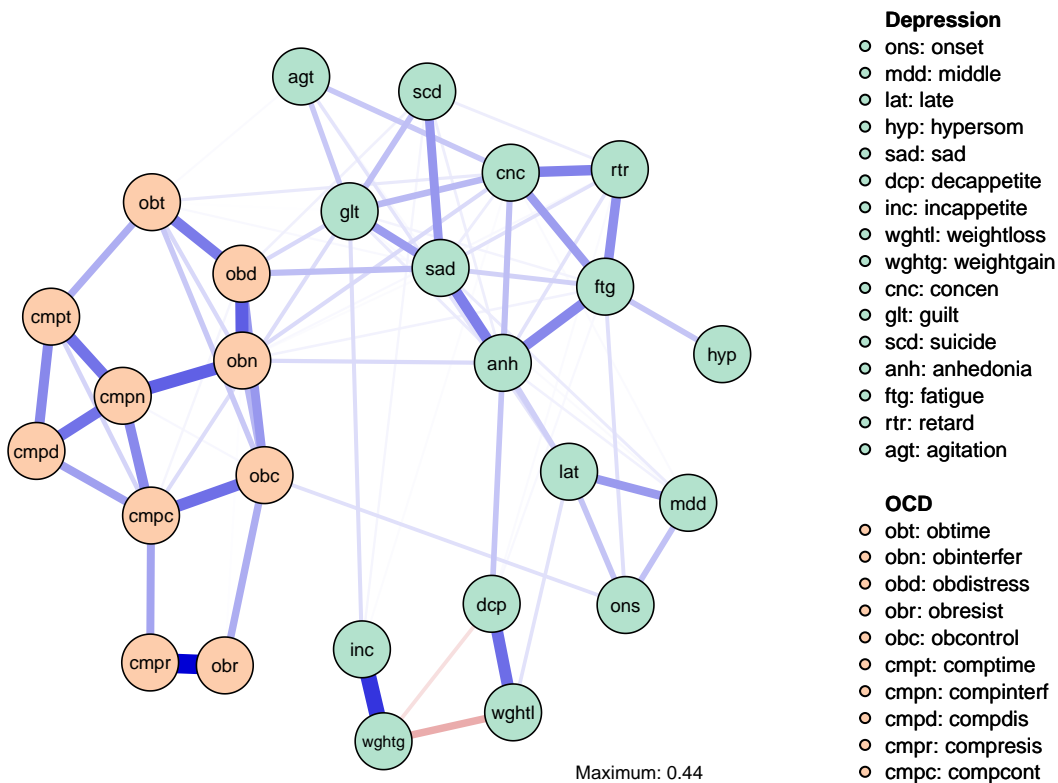 agt
scd
cnc
rtr
obt
glt
obd
sad
ftg
cmpt
obn
anh
hyp
cmpn
cmpd
obc
lat
mdd
cmpc
dcp
ons
inc
cmpr
obr
wghtl
wghtg
Maximum: 0.44
Depression
ons: onset
mdd: middle
lat: late
hyp: hypersom
sad: sad
dcp: decappetite
inc: incappetite
wghtl: weightloss
wghtg: weightgain
cnc: concen
glt: guilt
scd: suicide
anh: anhedonia
ftg: fatigue
rtr: retard
agt: agitation
OCD
obt: obtime
obn: obinterfer
obd: obdistress
obr: obresist
obc: obcontrol
cmpt: comptime
cmpn: compinterf
cmpd: compdis
cmpr: compresis
cmpc: compcont